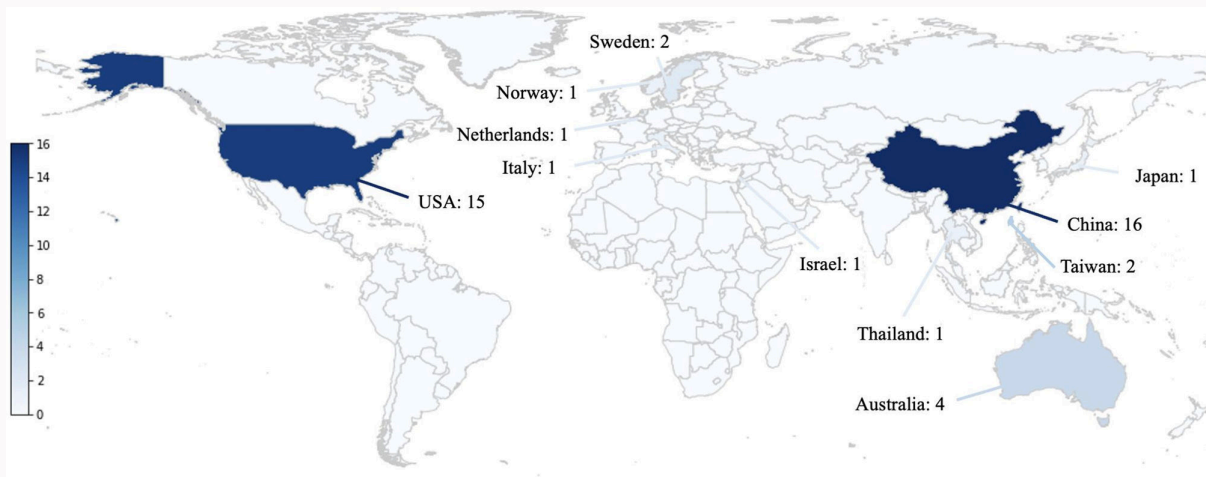 Sweden: 2
Norway: 1
Netherlands: 1
Italy: 1
USA: 15
Japan: 1
China: 16
Taiwan: 2
Israel: 1
Thailand: 1
Australia: 4
16
14
12
10
8
6
4
2
0